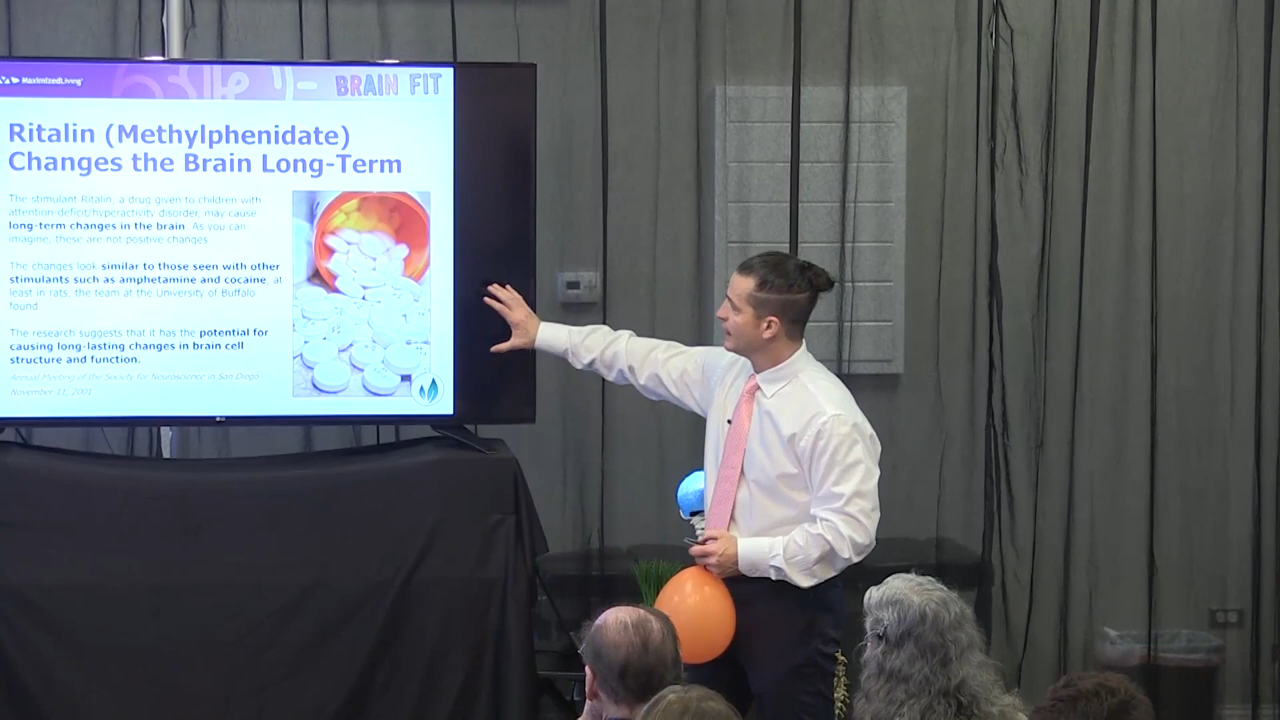 MaximizedLiving
BRAIN FIT
Ritalin (Methylphenidate)
Changes the Brain Long-Term
The stimulant Ritalin, a drug given to children with
attention-deficit/hyperactivity disorder, may cause
long-term changes in the brain. As you can
imagine, these are not positive changes
The changes look similar to those seen with other
stimulants such as amphetamine and cocaine, at
least in rats, the team at the University of Buffalo
found.
The research suggests that it has the potential for
causing long-lasting changes in brain cell
structure and function.
Annual Meeting of the Society for Neuroscience in San Diego
November 11, 2001
LG